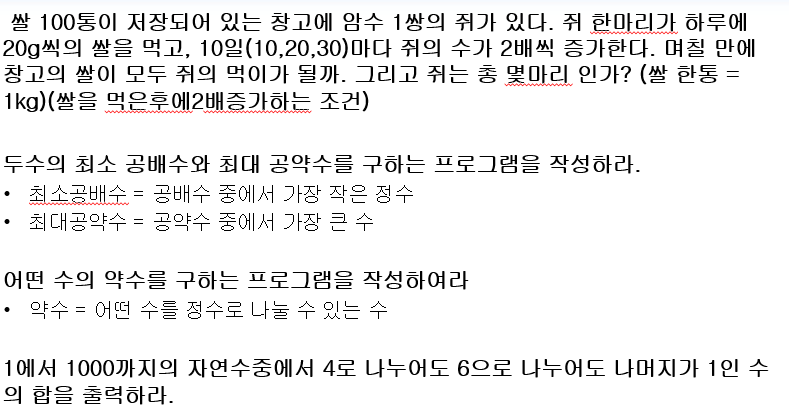 쌀 100통이 저장되어 있는 창고에 암수 1쌍의 쥐가 있다. 쥐 한마리가 하루에
20g씩의 쌀을 먹고, 10일(10,20,30)마다 쥐의 수가 2배씩 증가한다. 며칠 만에
창고의 쌀이 모두 쥐의 먹이가 될까. 그리고 쥐는 총 몇마리 인가? (쌀 한통 =
1kg)(쌀을 먹은후에2배증가하는 조건)
두수의 최소 공배수와 최대 공약수를 구하는 프로그램을 작성하라.
• 최소공배수 = 공배수 중에서 가장 작은 정수
• 최대공약수 = 공약수 중에서 가장 큰 수
어떤 수의 약수를 구하는 프로그램을 작성하여라
• 약수 = 어떤 수를 정수로 나눌 수 있는 수
1에서 1000까지의 자연수중에서 4로 나누어도 6으로 나누어도 나머지가 1인 수
의 합을 출력하라.